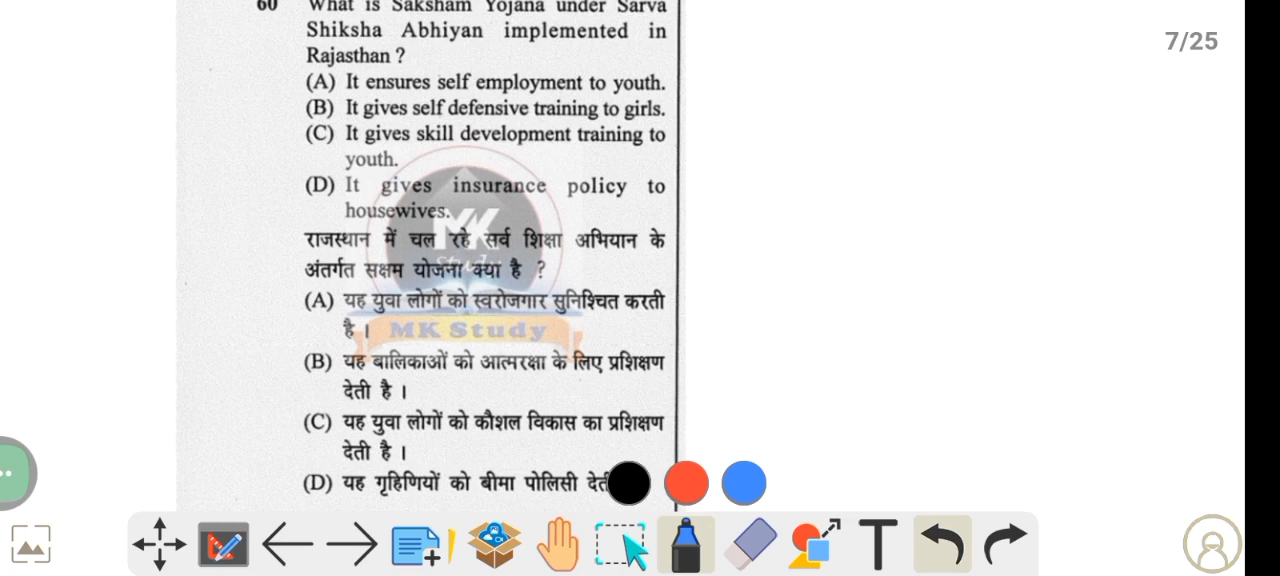 7/25
60 What is Saksham Yojana under Sarva
Shiksha Abhiyan implemented in
Rajasthan ?
(A) It ensures self employment to youth.
(B) It gives self defensive training to girls.
(C) It gives skill development training to
youth.
(D) It gives insurance policy to
housewives.
राजस्थान में चल रहे सर्व शिक्षा अभियान के
अंतर्गत सक्षम योजना क्या है ?
(A) यह युवा लोगों को स्वरोजगार सुनिश्चित करती
है ।
(B) यह बालिकाओं को आत्मरक्षा के लिए प्रशिक्षण
देती है ।
(C) यह युवा लोगों को कौशल विकास का प्रशिक्षण
देती है ।
(D) यह गृहिणियों को बीमा पोलिसी
MK
Study
MK Study
T